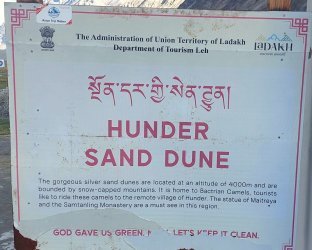 LADAKH
The Administration of Union Territory of Ladakh
Department of Tourism Leh
HUNDER
SAND DUNE
The gorgeous silver sand dunes are located at an altitude of 4000m and are
bounded by snow-capped mountains. It is home to Bactrian Camels, tourists
like to ride these camels to the remote village of Hunder. The statue of Maitreya
and the Samtanling Monastery are a must see in this region.
GOD GAVE US GREEN, LET'S KEEP IT CLEAN.